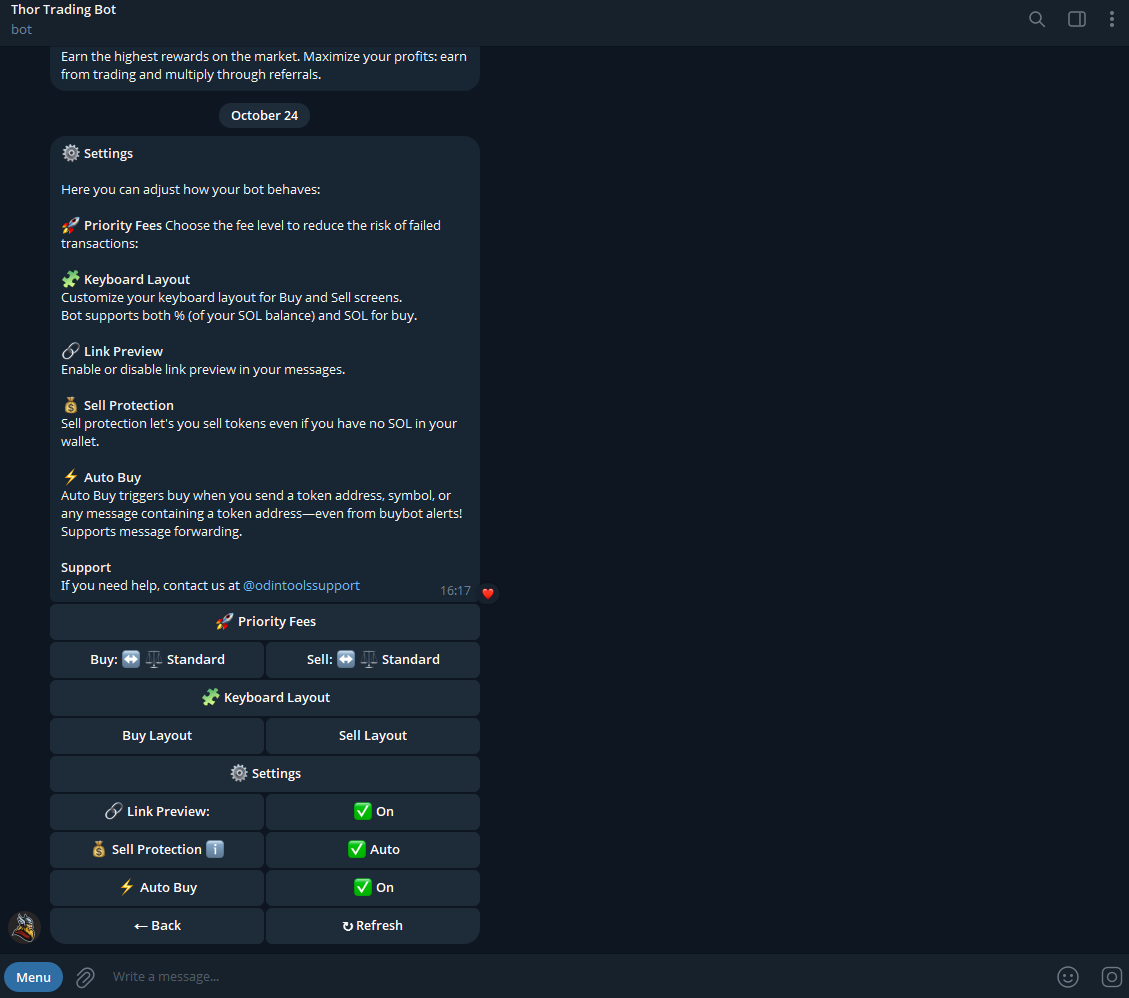 Thor Trading Bot
bot
Earn the highest rewards on the market. Maximize your profits: earn
from trading and multiply through referrals.
October 24
⚙️ Settings
Here you can adjust how your bot behaves:
🚀 Priority Fees Choose the fee level to reduce the risk of failed
transactions:
🧩 Keyboard Layout
Customize your keyboard layout for Buy and Sell screens.
Bot supports both % (of your SOL balance) and SOL for buy.
🔗 Link Preview
Enable or disable link preview in your messages.
💰 Sell Protection
Sell protection let's you sell tokens even if you have no SOL in your
wallet.
⚡ Auto Buy
Auto Buy triggers buy when you send a token address, symbol, or
any message containing a token address—even from buybot alerts!
Supports message forwarding.
Support
If you need help, contact us at @odintoolssupport
16:17 ❤️
🚀 Priority Fees
Buy: ↔️ ⚖️ Standard
Sell: ↔️ ⚖️ Standard
🧩 Keyboard Layout
Buy Layout
Sell Layout
⚙️ Settings
🔗 Link Preview:
✅ On
💰 Sell Protection ℹ️
✅ Auto
⚡ Auto Buy
✅ On
← Back
↻ Refresh
Menu
Write a message...